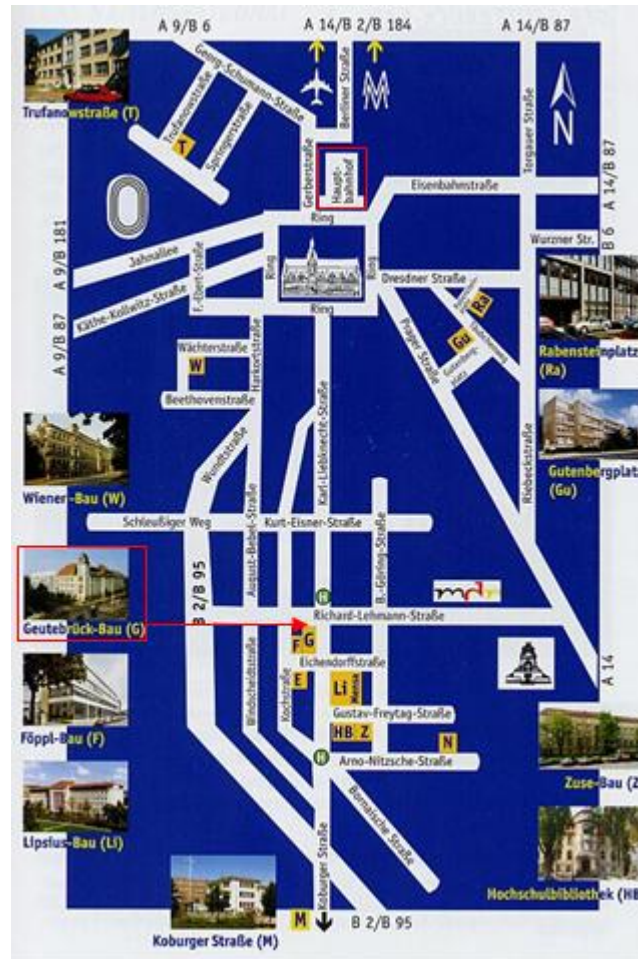 A 9/B 6
A 14/B 2/B 184
A 14/B 87
Georg-Schumann-Straße
Berliner Straße
Trufanowstraße (T)
Trufanowstraße
Springerstraße
T
Gerberstraße
Haupt-
bahnhof
N
Torgauer Straße
A 14/B 87
B 6
Eisenbahnstraße
Ring
Wurzner Str.
A 9/B 181
Jahnallee
Ring
Ring
Dresdner Straße
F.-Ebert-Straße
Käthe-Kollwitz-Straße
Ring
A 9/B 87
Ra
Gu
Gutenberg-
platz
Täubchenweg
Prager Straße
Rabensteinplatz
(Ra)
Wächterstraße
W
Harkortstraße
Beethovenstraße
Karl-Liebknecht-Straße
Riebeckstraße
Gutenbergplatz
(Gu)
Wundtstraße
Wiener-Bau (W)
Schleußiger Weg
Kurt-Eisner-Straße
August-Bebel-Straße
B.-Göring-Straße
mdr
H
B 2/B 95
Richard-Lehmann-Straße
Geutebrück-Bau (G)
F
G
Eichendorffstraße
E
Li
Mensa
Windscheidtstraße
Kochstraße
A 14
Gustav-Freytag-Straße
HB
Z
N
H
Arno-Nitzsche-Straße
Föppl-Bau (F)
Zuse-Bau (Z
Bornaische Straße
Lipsius-Bau (Li)
Koburger Straße
Hochschulbibliothek (HB
M
B 2/B 95
Koburger Straße (M)